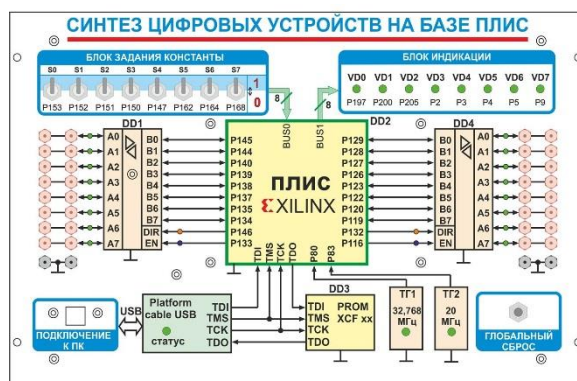 СИНТЕЗ ЦИФРОВЫХ УСТРОЙСТВ НА БАЗЕ ПЛИС
БЛОК ЗАДАНИЯ КОНСТАНТЫ
S0 S1 S2 S3 S4 S5 S6 S7
1
0
P153 P152 P151 P150 P147 P162 P164 P168
8
BUS0
БЛОК ИНДИКАЦИИ
VD0 VD1 VD2 VD3 VD4 VD5 VD6 VD7
P197 P200 P205 P2 P3 P4 P5 P9
8
BUS1
DD1
DD2
DD4
A0 B0 P145 P129 B0 A0
A1 B1 P144 P128 B1 A1
A2 B2 P140 P127 B2 A2
A3 B3 P139 P126 B3 A3
A4 B4 P138 P123 B4 A4
A5 B5 P137 P122 B5 A5
A6 B6 P135 P120 B6 A6
A7 B7 P134 P119 B7 A7
DIR P146 P132 DIR
EN P133 P116 EN
ПЛИС
XILINX
TDI TMS TCK TDO P80 P83
ПОДКЛЮЧЕНИЕ
К ПК
USB
Platform
cable USB
статус
TDI
TMS
TCK
TDO
DD3
TDI
TMS
TCK
TDO
PROM
XCF xx
ТГ1
32,768
МГц
ТГ2
20
МГц
ГЛОБАЛЬНЫЙ
СБРОС